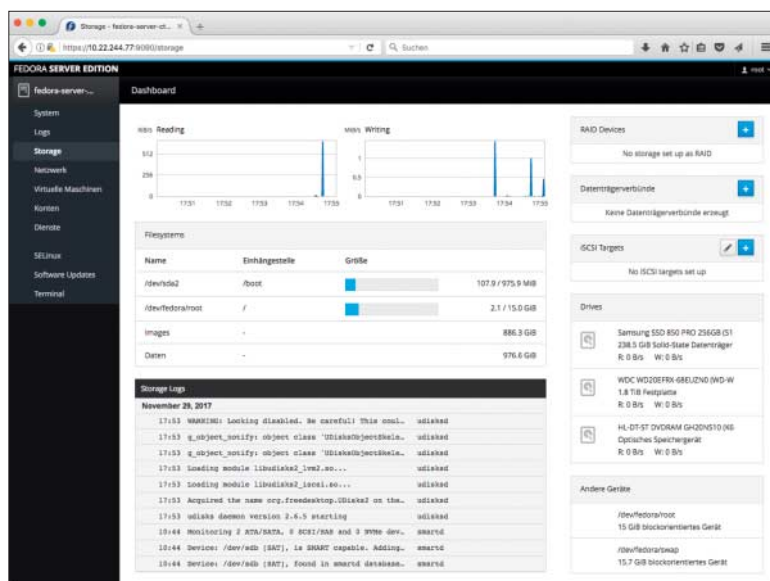 Storage - fedora-server-ct...
https://10.22.244.77:9090/storage
Suchen
FEDORA SERVER EDITION
root
fedora-server-...
Dashboard
System
Logs
Storage
Netzwerk
Virtuelle Maschinen
Konten
Dienste
SELinux
Software Updates
Terminal
KiB/s Reading
512
256
0
17:31 17:32 17:33 17:34 17:35
MiB/s Writing
1
0.5
0
17:31 17:32 17:33 17:34 17:35
Filesystems
Name Einhängestelle Größe
/dev/sda2 /boot 107.9 / 975.9 MiB
/dev/fedora/root / 2.1 / 15.0 GiB
Images - 886.3 GiB
Daten - 976.6 GiB
Storage Logs
November 29, 2017
17:53 WARNING: Locking disabled. Be careful! This coul… udisksd
17:53 g_object_notify: object class 'UDisksObjectSkele… udisksd
17:53 g_object_notify: object class 'UDisksObjectSkele… udisksd
17:53 Loading module libudisks2_lvm2.so... udisksd
17:53 Loading module libudisks2_iscsi.so... udisksd
17:53 Acquired the name org.freedesktop.UDisks2 on the… udisksd
17:53 udisks daemon version 2.6.5 starting udisksd
10:44 Monitoring 2 ATA/SATA, 0 SCSI/SAS and 0 NVMe dev… smartd
10:44 Device: /dev/sdb [SAT], is SMART capable. Adding… smartd
10:44 Device: /dev/sdb [SAT], found in smartd database… smartd
RAID Devices
No storage set up as RAID
Datenträgerverbünde
Keine Datenträgerverbünde erzeugt
iSCSI Targets
No iSCSI targets set up
Drives
Samsung SSD 850 PRO 256GB (S1
238.5 GiB Solid-State Datenträger
R: 0 B/s W: 0 B/s
WDC WD20EFRX-68EUZN0 (WD-W
1.8 TiB Festplatte
R: 0 B/s W: 0 B/s
HL-DT-ST DVDRAM GH20NS10 (K6
Optisches Speichergerät
R: 0 B/s W: 0 B/s
Andere Geräte
/dev/fedora/root
15 GiB blockorientiertes Gerät
/dev/fedora/swap
15.7 GiB blockorientiertes Gerät